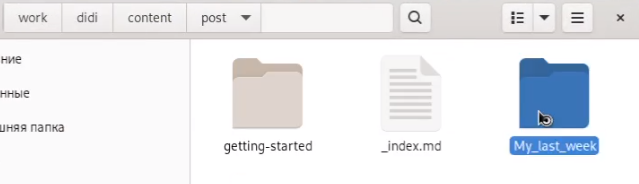 work didi content post
ние
нные
шняя папка
getting-started _index.md My_last_week